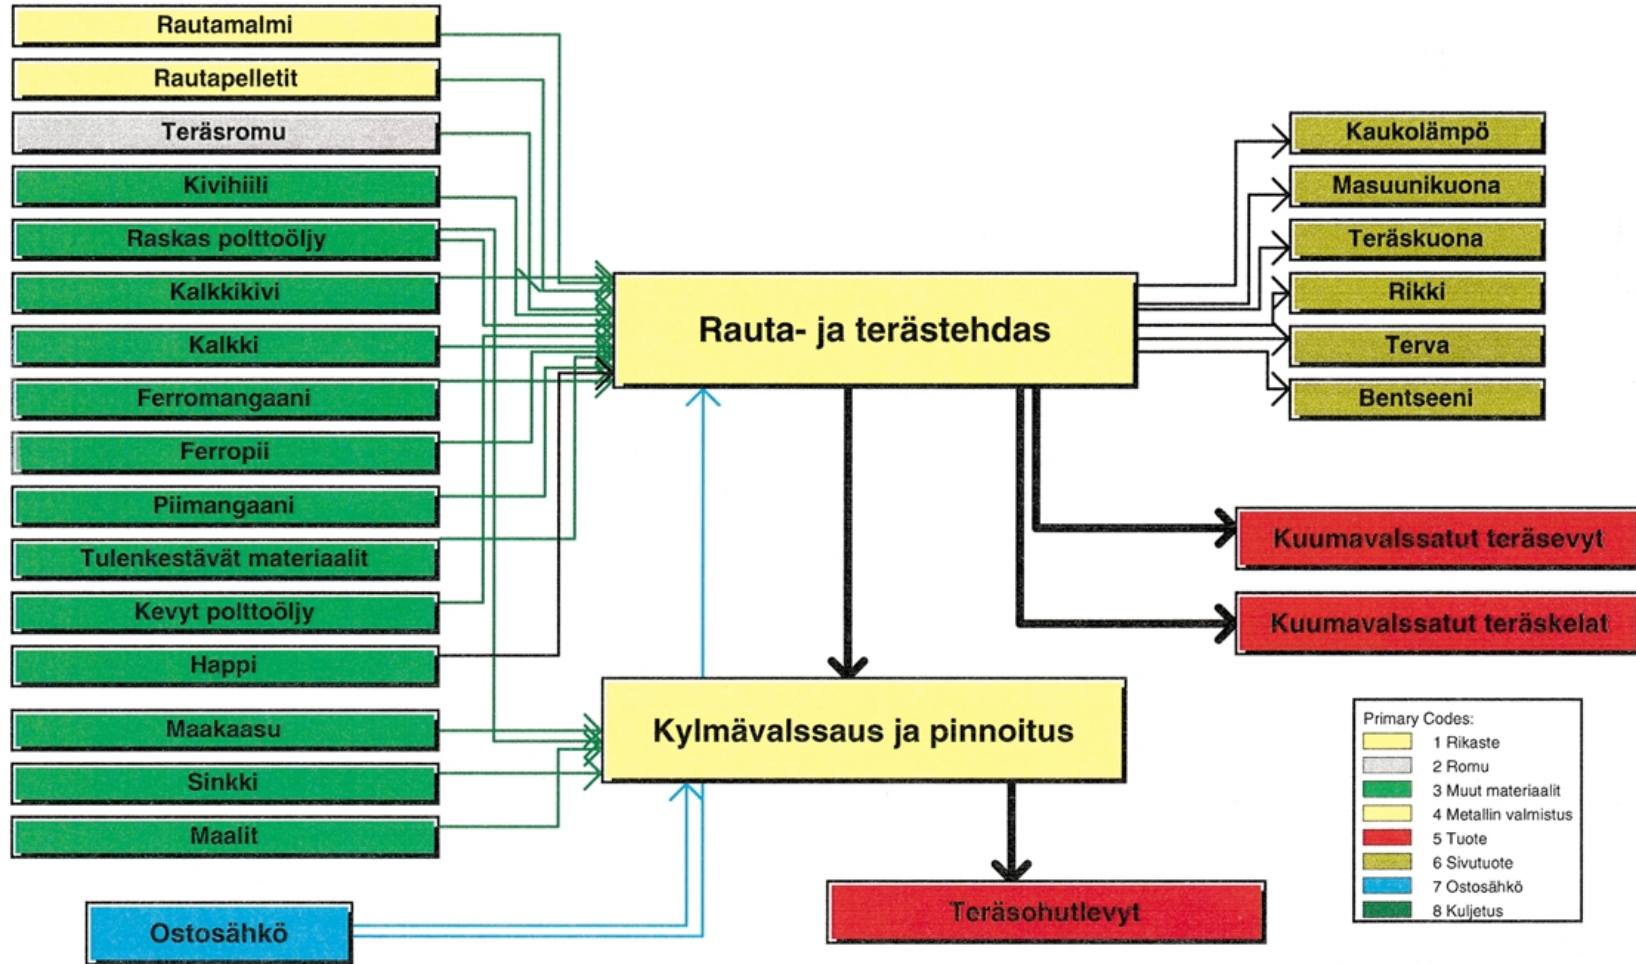 Rautamalmi
Rautapelletit
Teräsromu
Kivihiili
Raskas polttoöljy
Kalkkikivi
Kalkki
Ferromangaani
Ferropii
Piimangaani
Tulenkestävät materiaalit
Kevyt polttoöljy
Happi
Maakaasu
Sinkki
Maalit
Ostosähkö
Rauta- ja terästehdas
Kylmävalssaus ja pinnoitus
Teräsohutlevyt
Kaukolämpö
Masuunikuona
Teräskuona
Rikki
Terva
Bentseeni
Kuumavalssatut teräsevyt
Kuumavalssatut teräskelat
Primary Codes:
1 Rikaste
2 Romu
3 Muut materiaalit
4 Metallin valmistus
5 Tuote
6 Sivutuote
7 Ostosähkö
8 Kuljetus